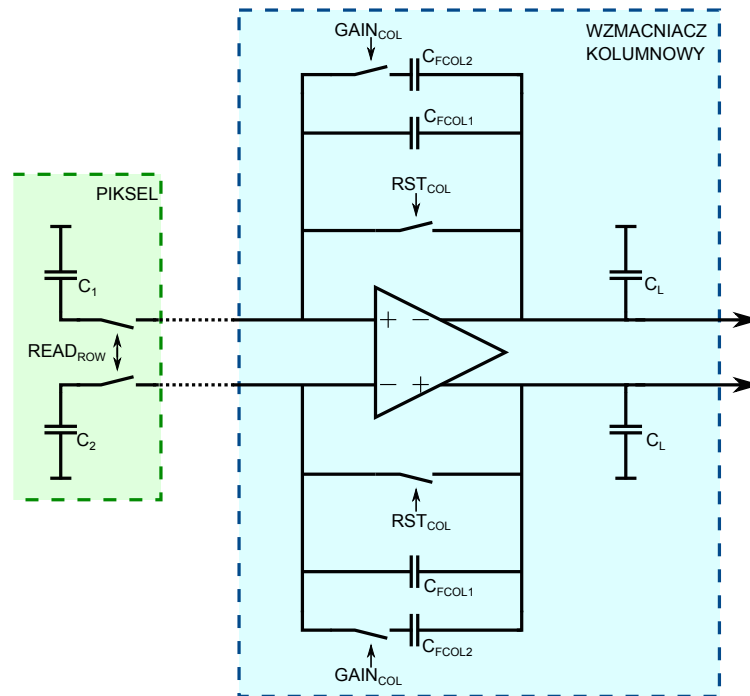 GAIN_COL
WZMACNIACZ
KOLUMNOWY
C_FCOL2
C_FCOL1
PIKSEL
RST_COL
C_1
C_L
+ −
READ_ROW
− +
C_2
C_L
RST_COL
C_FCOL1
C_FCOL2
GAIN_COL